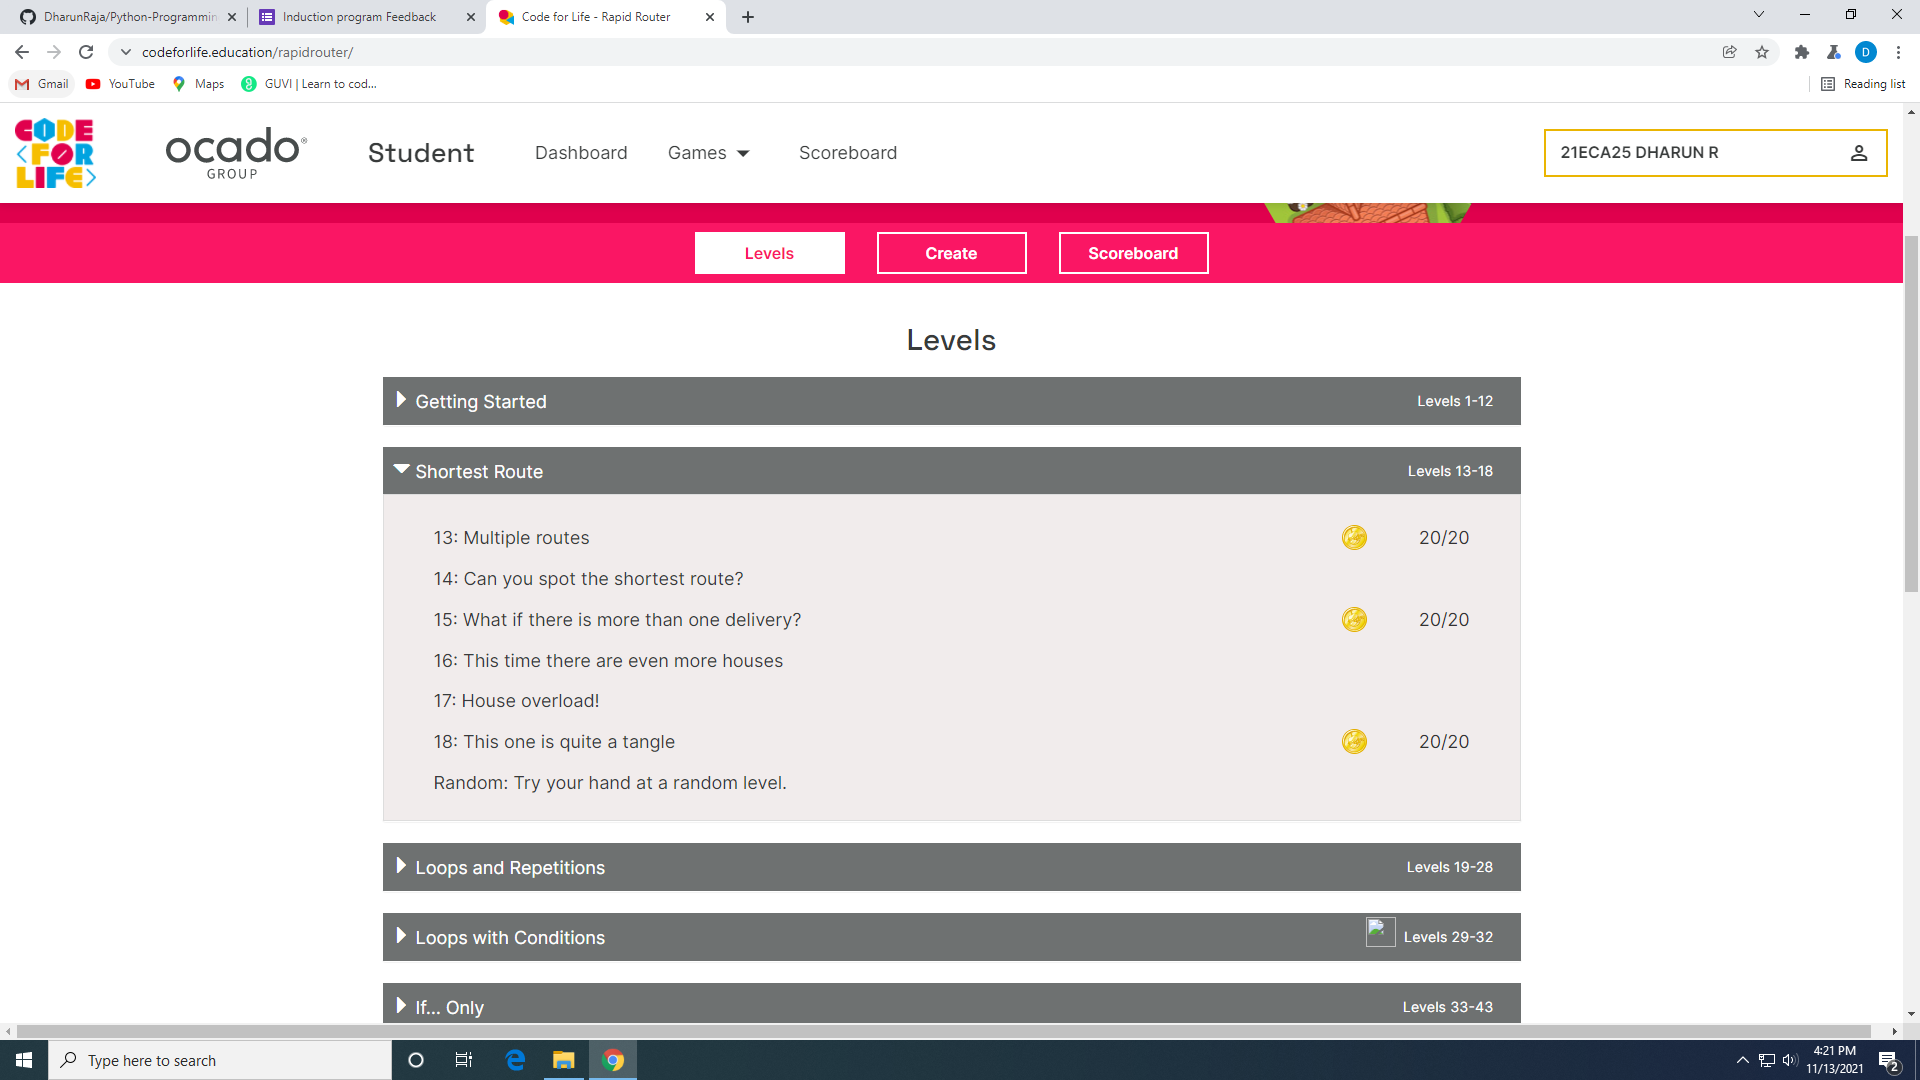 DharunRaja/Python-Programmin
Induction program Feedback
Code for Life - Rapid Router
codeforlife.education/rapidrouter/
D
Gmail
YouTube
Maps
GUVI | Learn to cod...
Reading list
CODE
<FOR
LIFE>
ocado®
GROUP
Student
Dashboard
Games
Scoreboard
21ECA25 DHARUN R
Levels
Create
Scoreboard
Levels
Getting Started
Levels 1-12
Shortest Route
Levels 13-18
13: Multiple routes
20/20
14: Can you spot the shortest route?
15: What if there is more than one delivery?
20/20
16: This time there are even more houses
17: House overload!
18: This one is quite a tangle
20/20
Random: Try your hand at a random level.
Loops and Repetitions
Levels 19-28
Loops with Conditions
Levels 29-32
If... Only
Levels 33-43
Type here to search
4:21 PM
11/13/2021
2